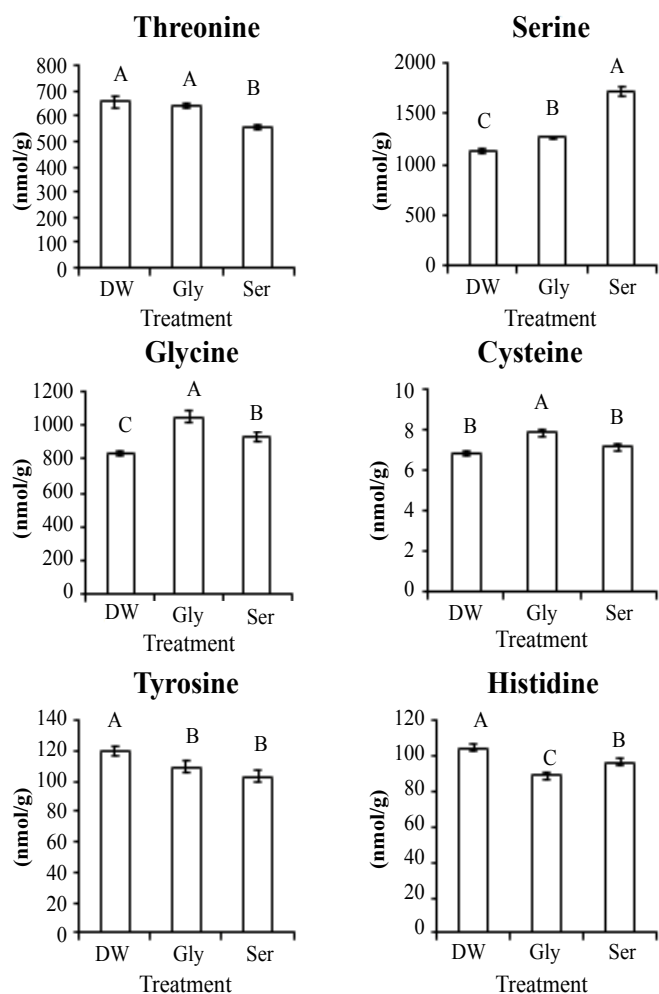 Threonine
800
700
600
500
400
300
200
100
0
(nmol/g)
A A B
DW Gly Ser
Treatment
Serine
2000
1500
1000
500
0
(nmol/g)
C B A
DW Gly Ser
Treatment
Glycine
1200
1000
800
600
400
200
0
(nmol/g)
C A B
DW Gly Ser
Treatment
Cysteine
10
8
6
4
2
0
(nmol/g)
B A B
DW Gly Ser
Treatment
Tyrosine
140
120
100
80
60
40
20
0
(nmol/g)
A B B
DW Gly Ser
Treatment
Histidine
120
100
80
60
40
20
0
(nmol/g)
A C B
DW Gly Ser
Treatment